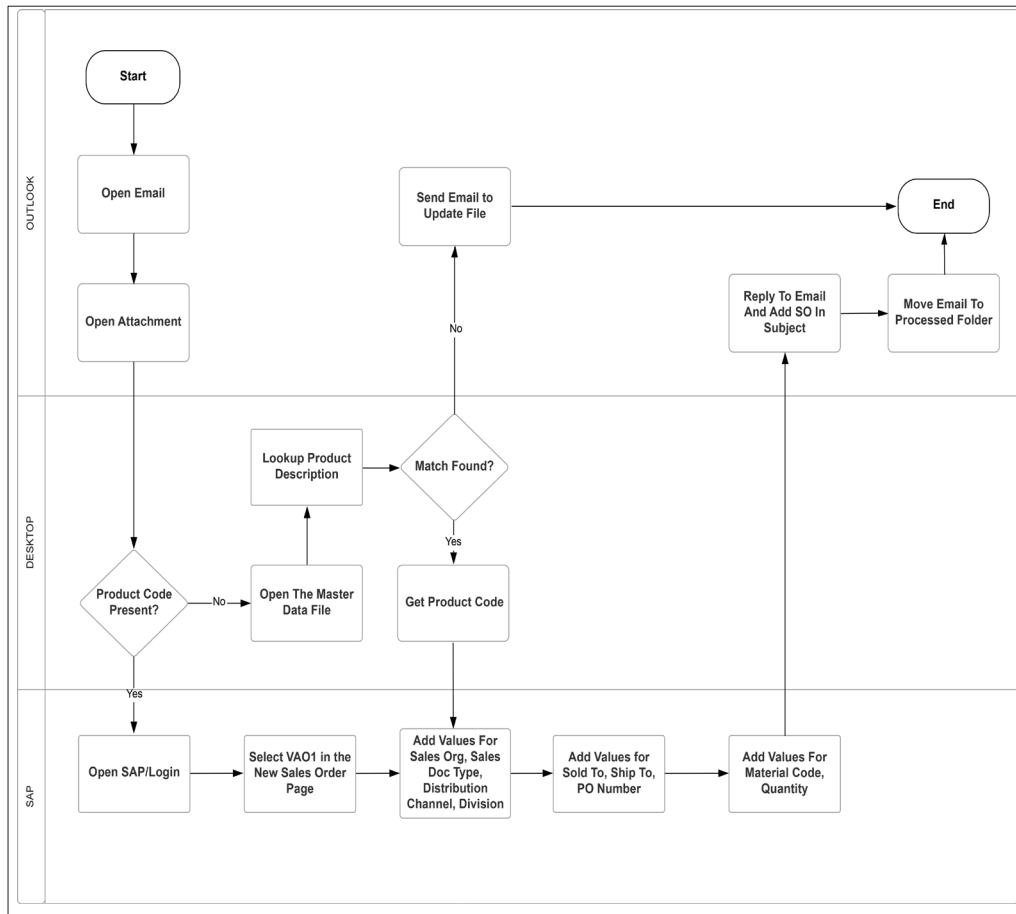 OUTLOOK
Start
Open Email
Open Attachment
Send Email to
Update File
End
Reply To Email
And Add SO In
Subject
Move Email To
Processed Folder
No
DESKTOP
Lookup Product
Description
Match Found?
Yes
Product Code
Present?
No
Open The Master
Data File
Get Product Code
Yes
SAP
Open SAP/Login
Select VAO1 in the
New Sales Order
Page
Add Values For
Sales Org, Sales
Doc Type,
Distribution
Channel, Division
Add Values for
Sold To, Ship To,
PO Number
Add Values For
Material Code,
Quantity